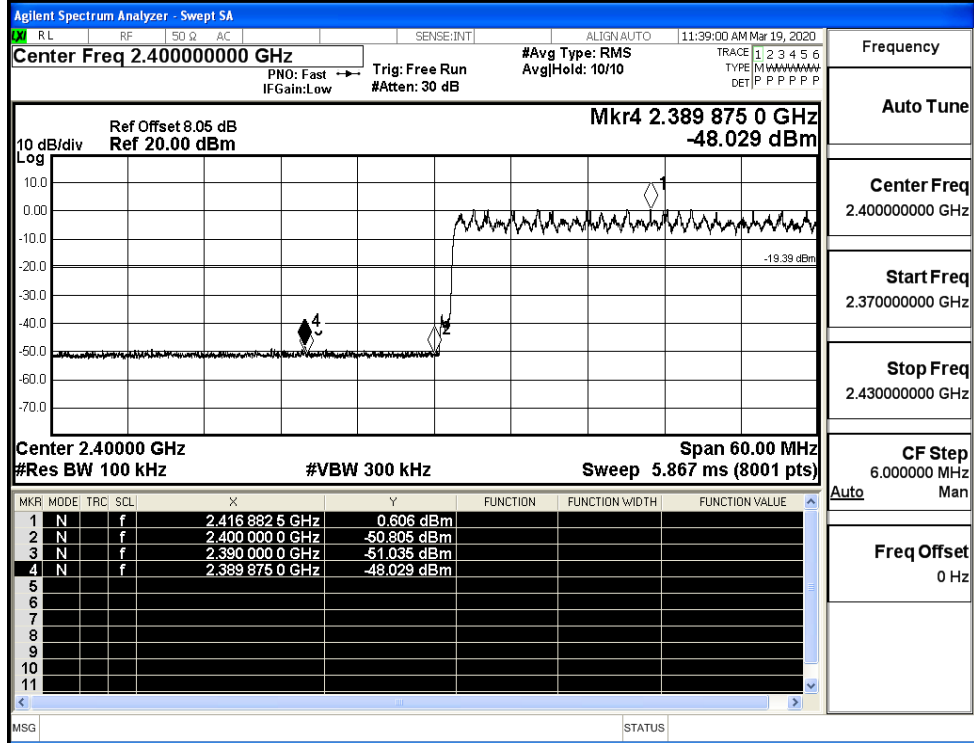 Agilent Spectrum Analyzer - Swept SA
LXI RL RF 50 Ω AC SENSE:INT ALIGNAUTO 11:39:00 AM Mar 19, 2020
Center Freq 2.400000000 GHz
PNO: Fast
IFGain:Low
Trig: Free Run
#Atten: 30 dB
#Avg Type: RMS
Avg|Hold: 10/10
TRACE 1 2 3 4 5 6
TYPE MWWWWW
DET P P P P P P
Mkr4 2.389 875 0 GHz
-48.029 dBm
Ref Offset 8.05 dB
10 dB/div Ref 20.00 dBm
Log
10.0
0.00
-10.0
-20.0
-30.0
-40.0
-50.0
-60.0
-70.0
1
-19.39 dBm
4
2
Center 2.40000 GHz Span 60.00 MHz
#Res BW 100 kHz #VBW 300 kHz Sweep 5.867 ms (8001 pts)
MKR MODE TRC SCL X Y FUNCTION FUNCTION WIDTH FUNCTION VALUE
1 N f 2.416 882 5 GHz 0.606 dBm
2 N f 2.400 000 0 GHz -50.805 dBm
3 N f 2.390 000 0 GHz -51.035 dBm
4 N f 2.389 875 0 GHz -48.029 dBm
5
6
7
8
9
10
11
MSG STATUS
Frequency
Auto Tune
Center Freq
2.400000000 GHz
Start Freq
2.370000000 GHz
Stop Freq
2.430000000 GHz
CF Step
6.000000 MHz
Auto Man
Freq Offset
0 Hz